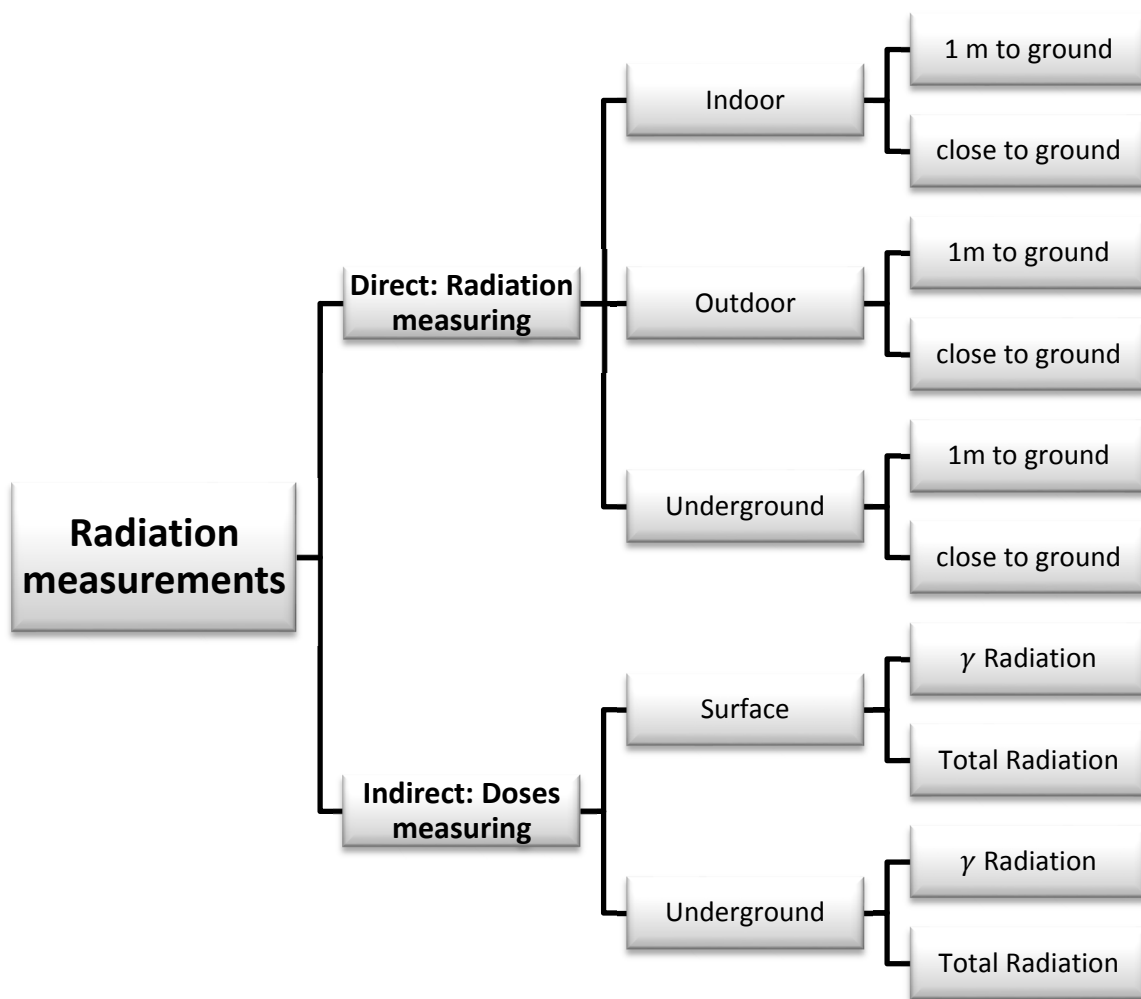 Radiation
measurements
Direct: Radiation
measuring
Indoor
1 m to ground
close to ground
Outdoor
1m to ground
close to ground
Underground
1m to ground
close to ground
Indirect: Doses
measuring
Surface
γ Radiation
Total Radiation
Underground
γ Radiation
Total Radiation